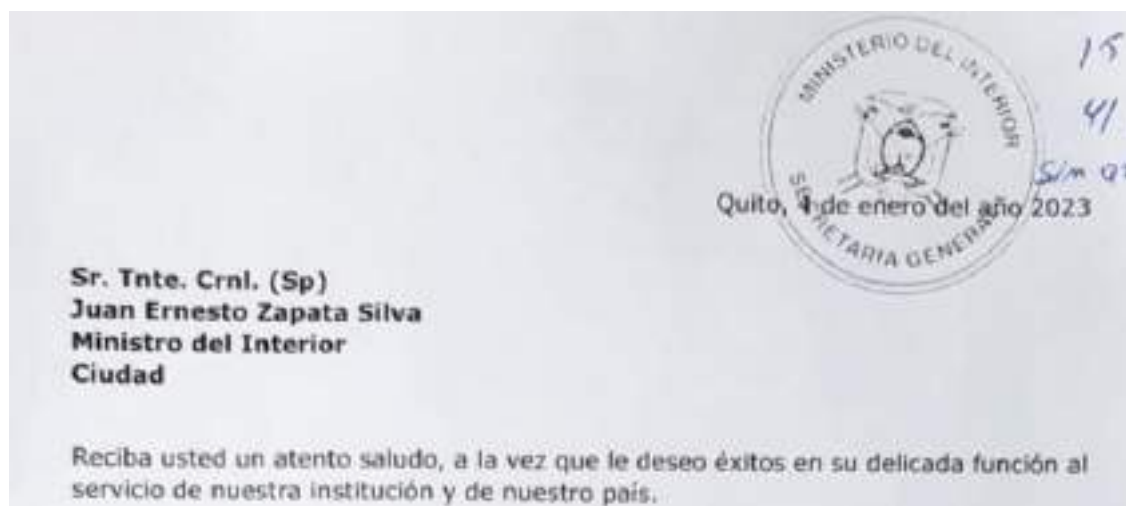 MINISTERIO DEL INTERIOR
15
41
Quito, 4 de enero del año 2023
SECRETARIA GENERAL
Sr. Tnte. Crnl. (Sp)
Juan Ernesto Zapata Silva
Ministro del Interior
Ciudad
Reciba usted un atento saludo, a la vez que le deseo éxitos en su delicada función al
servicio de nuestra institución y de nuestro país.